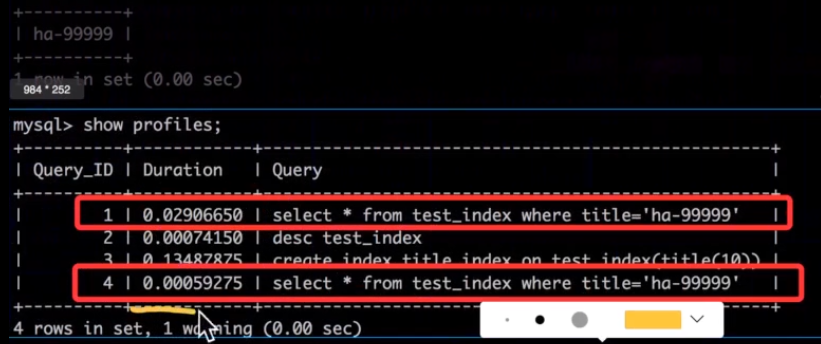 +----------+
| ha-99999 |
+----------+
1 row in set (0.00 sec)
984 * 252
mysql> show profiles;
+----------+------------+------------------------------------------------+
| Query_ID | Duration | Query |
+----------+------------+------------------------------------------------+
| 1 | 0.02906650 | select * from test_index where title='ha-99999' |
| 2 | 0.00074150 | desc test_index |
| 3 | 0.13487875 | create index title_index on test_index(title(10)) |
| 4 | 0.00059275 | select * from test_index where title='ha-99999' |
+----------+------------+------------------------------------------------+
4 rows in set, 1 warning (0.00 sec)